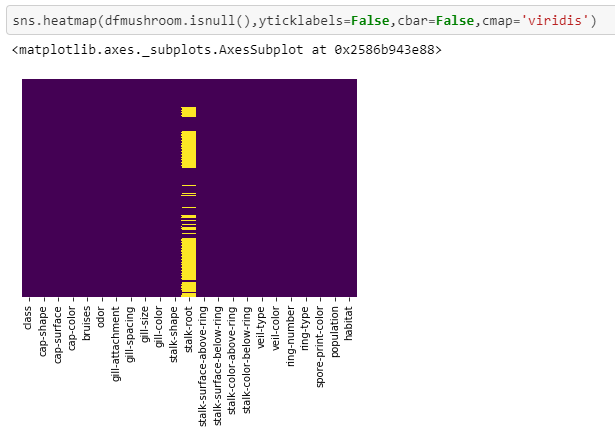 sns.heatmap(dfmushroom.isnull(),yticklabels=False,cbar=False,cmap='viridis')
<matplotlib.axes._subplots.AxesSubplot at 0x2586b943e88>
class
cap-shape
cap-surface
cap-color
bruises
odor
gill-attachment
gill-spacing
gill-size
gill-color
stalk-shape
stalk-root
stalk-surface-above-ring
stalk-surface-below-ring
stalk-color-above-ring
stalk-color-below-ring
veil-type
veil-color
ring-number
ring-type
spore-print-color
population
habitat